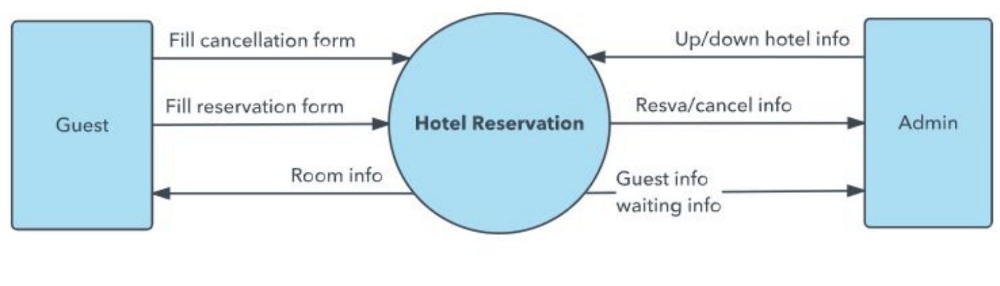 Fill cancellation form
Up/down hotel info
Fill reservation form
Resva/cancel info
Guest
Hotel Reservation
Admin
Room info
Guest info
waiting info